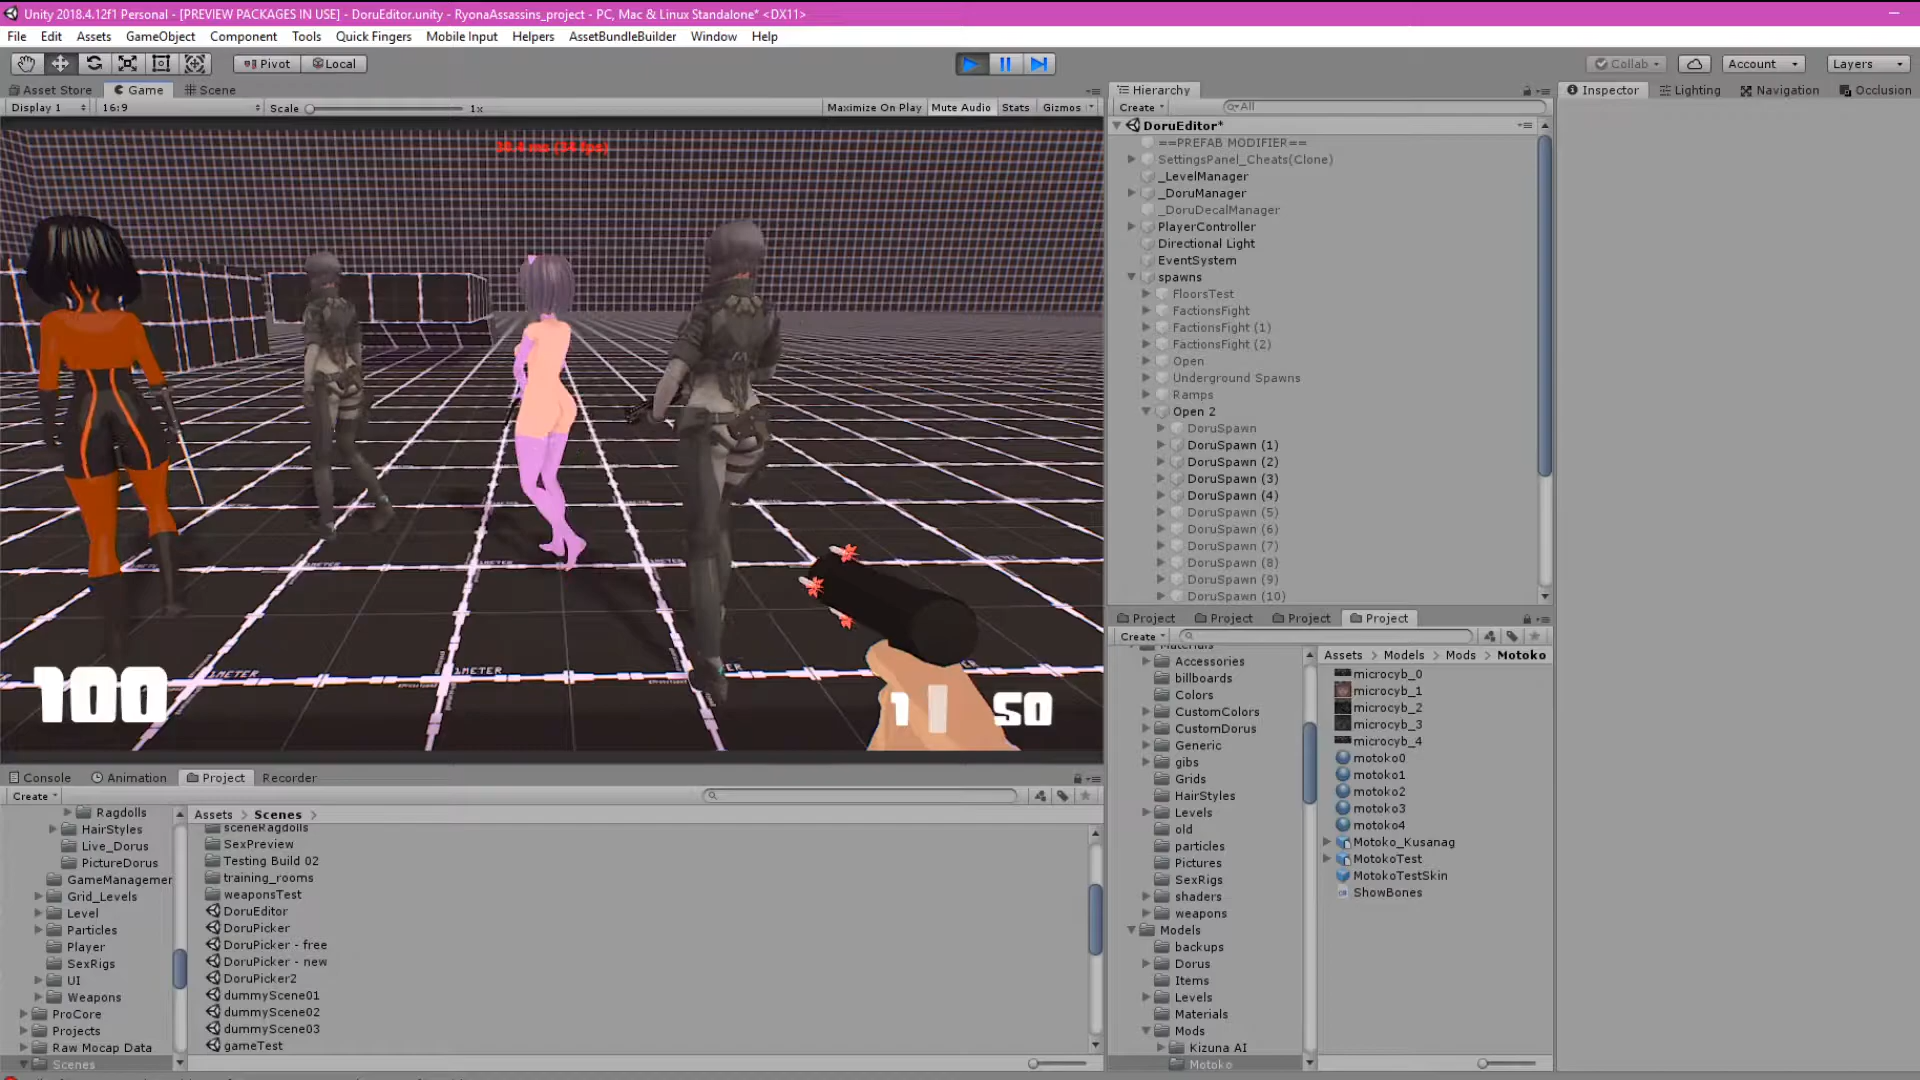 Unity 2018.4.12f1 Personal - [PREVIEW PACKAGES IN USE] - DoruEditor.unity - RyonaAssassins_project - PC, Mac & Linux Standalone* <DX11>
File Edit Assets GameObject Component Tools Quick Fingers Mobile Input Helpers AssetBundleBuilder Window Help
Pivot Local Collab Account Layers
Asset Store Game Scene
Display 1 16:9 Scale 1x Maximize On Play Mute Audio Stats Gizmos
100
1 50
METER
Hierarchy
Create All
DoruEditor*
==PREFAB MODIFIER==
SettingsPanel_Cheats(Clone)
_LevelManager
_DoruManager
_DoruDecalManager
PlayerController
Directional Light
EventSystem
spawns
FloorsTest
FactionsFight
FactionsFight (1)
FactionsFight (2)
Open
Underground Spawns
Ramps
Open 2
DoruSpawn
DoruSpawn (1)
DoruSpawn (2)
DoruSpawn (3)
DoruSpawn (4)
DoruSpawn (5)
DoruSpawn (6)
DoruSpawn (7)
DoruSpawn (8)
DoruSpawn (9)
DoruSpawn (10)
Inspector Lighting Navigation Occlusion
Project Project Project Project
Create
Materials
Accessories
billboards
Colors
CustomColors
CustomDorus
Generic
gibs
Grids
HairStyles
Levels
old
particles
Pictures
SexRigs
shaders
weapons
Models
backups
Dorus
Items
Levels
Materials
Mods
Kizuna AI
Motoko
Assets > Models > Mods > Motoko
microcyb_0
microcyb_1
microcyb_2
microcyb_3
microcyb_4
motoko0
motoko1
motoko2
motoko3
motoko4
Motoko_Kusanag
MotokoTest
MotokoTestSkin
ShowBones
Console Animation Project Recorder
Create
Ragdolls
HairStyles
Live_Dorus
PictureDorus
GameManagemen
Grid_Levels
Level
Particles
Player
SexRigs
UI
Weapons
ProCore
Projects
Raw Mocap Data
Scenes
Assets > Scenes >
sceneRagdolls
SexPreview
Testing Build 02
training_rooms
weaponsTest
DoruEditor
DoruPicker
DoruPicker - free
DoruPicker - new
DoruPicker2
dummyScene01
dummyScene02
dummyScene03
gameTest